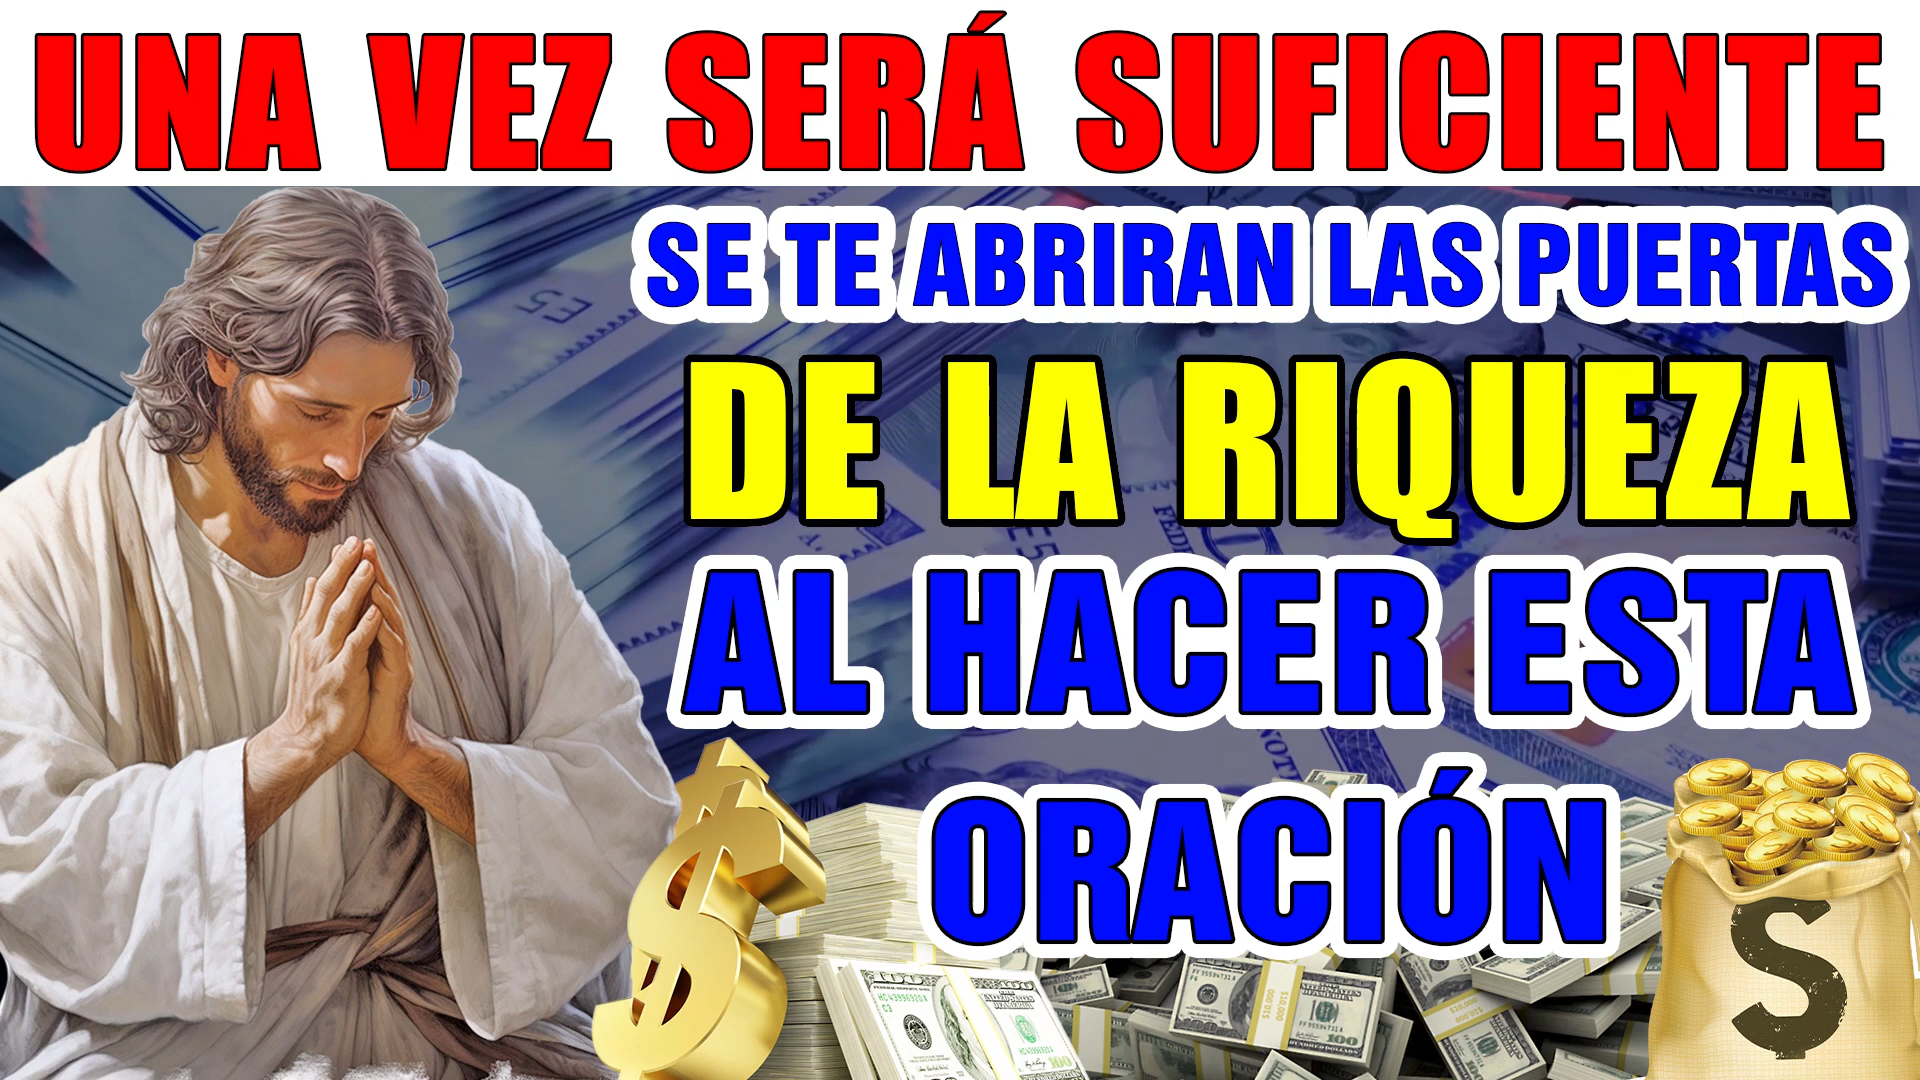 UNA VEZ SERÁ SUFICIENTE
SE TE ABRIRAN LAS PUERTAS
DE LA RIQUEZA
AL HACER ESTA
ORACIÓN